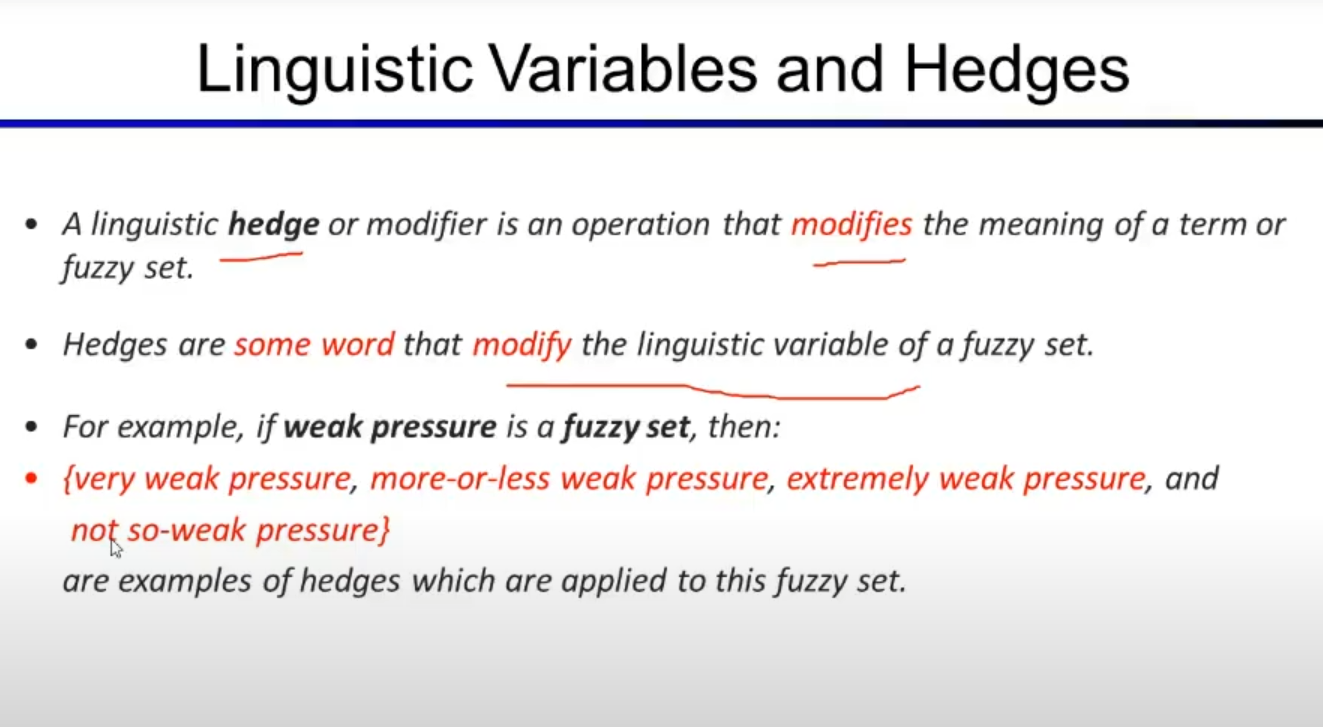 Linguistic Variables and Hedges
• A linguistic hedge or modifier is an operation that modifies the meaning of a term or
fuzzy set.
• Hedges are some word that modify the linguistic variable of a fuzzy set.
• For example, if weak pressure is a fuzzy set, then:
• {very weak pressure, more-or-less weak pressure, extremely weak pressure, and
not so-weak pressure}
are examples of hedges which are applied to this fuzzy set.